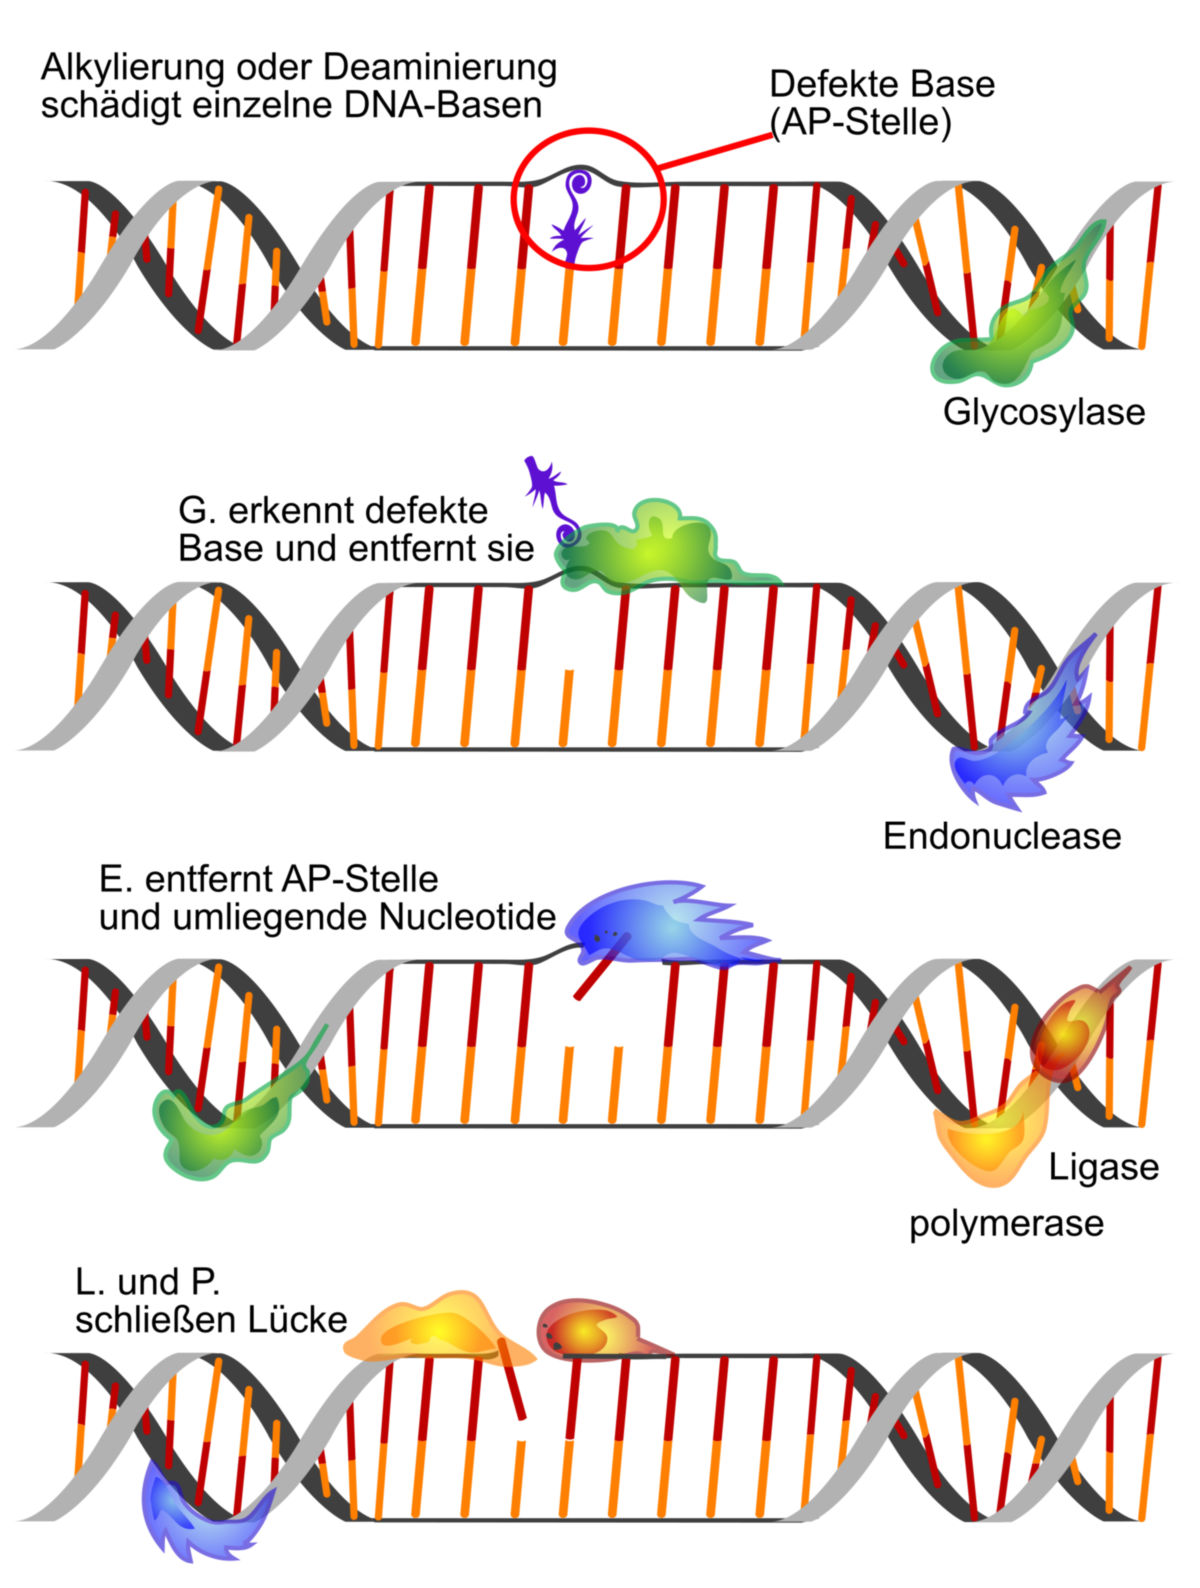 Alkylierung oder Deaminierung
schädigt einzelne DNA-Basen
Defekte Base
(AP-Stelle)
Glycosylase
G. erkennt defekte
Base und entfernt sie
Endonuclease
E. entfernt AP-Stelle
und umliegende Nucleotide
Ligase
polymerase
L. und P.
schließen Lücke